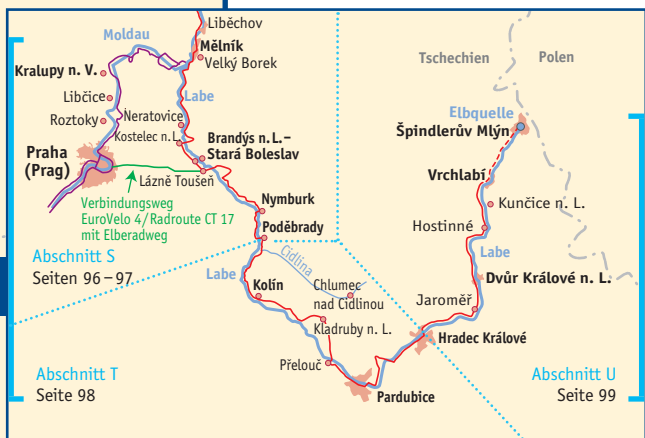 Liběchov
Moldau
Mělník
Velký Borek
Kralupy n. V.
Tschechien
Polen
Libčice
Labe
Elbquelle
Roztoky
Neratovice
Kostelec n.L.
Špindlerův Mlýn
Brandýs n. L.–
Stará Boleslav
Praha
(Prag)
Lázně Toušeň
Vrchlabí
Verbindungsweg
EuroVelo 4/Radroute CT 17
mit Elberadweg
Nymburk
Kunčice n. L.
Hostinné
Poděbrady
Abschnitt S
Seiten 96–97
Labe
Cidlina
Labe
Kolín
Chlumec
nad Cidlinou
Dvůr Králové n. L.
Jaroměř
Kladruby n. L.
Hradec Králové
Přelouč
Abschnitt T
Seite 98
Pardubice
Abschnitt U
Seite 99